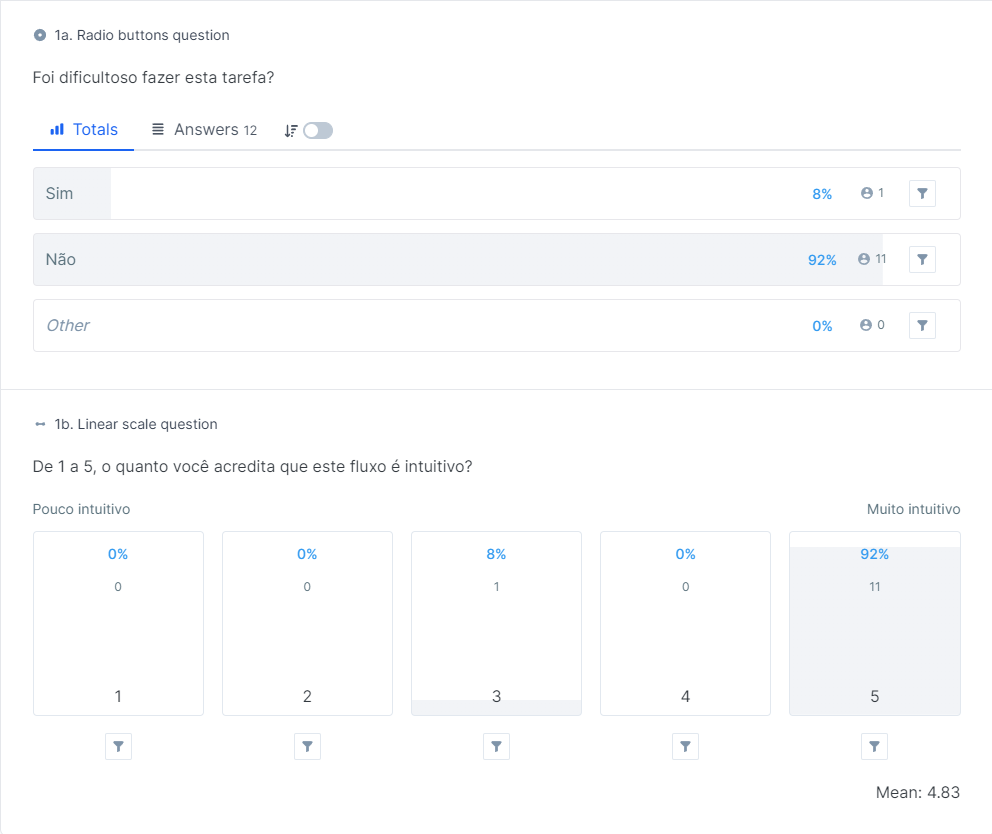 1a. Radio buttons question
Foi dificultoso fazer esta tarefa?
Totals Answers 12
Sim 8% 1
Não 92% 11
Other 0% 0
1b. Linear scale question
De 1 a 5, o quanto você acredita que este fluxo é intuitivo?
Pouco intuitivo Muito intuitivo
0% 0% 8% 0% 92%
0 0 1 0 11
1 2 3 4 5
Mean: 4.83